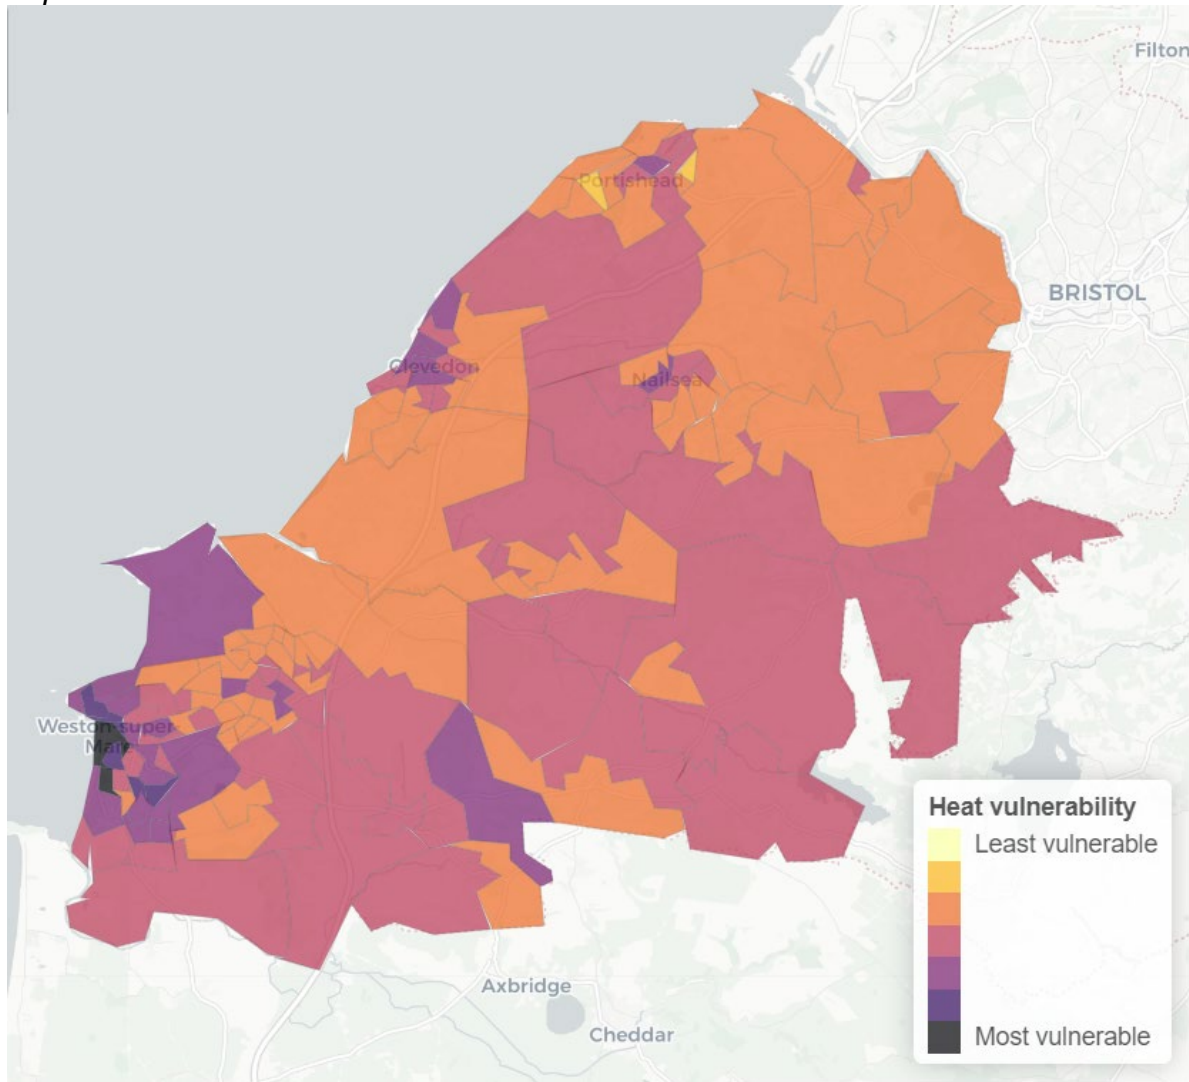 Filton
Portishead
BRISTOL
Clevedon
Nailsea
Weston-super-
Mare
Heat vulnerability
Least vulnerable
Most vulnerable
Axbridge
Cheddar